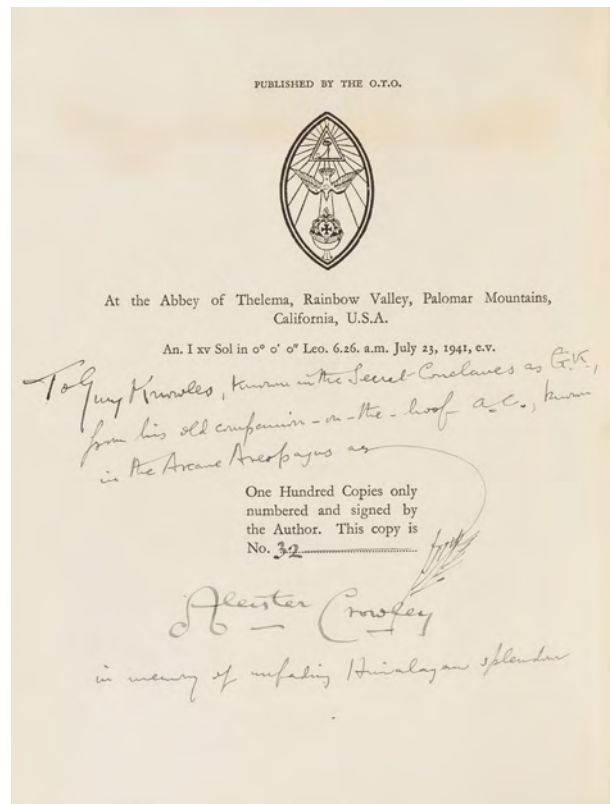 PUBLISHED BY THE O.T.O.
At the Abbey of Thelema, Rainbow Valley, Palomar Mountains,
California, U.S.A.
An. I xv Sol in 0° 0' 0" Leo. 6.26. a.m. July 23, 1941, e.v.
To Guy Knowles, known in the Secret Conclaves as G.K.,
from his old companion-on-the-hoof A.C., known
in the Arcane Areopagus as
One Hundred Copies only
numbered and signed by
the Author. This copy is
No. 32
Aleister Crowley
in memory of unfading Himalayan splendour